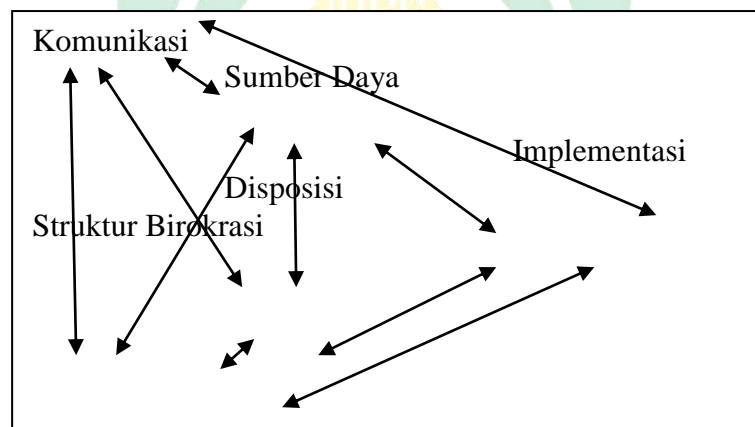 Komunikasi
Sumber Daya
Implementasi
Disposisi
Struktur Birokrasi